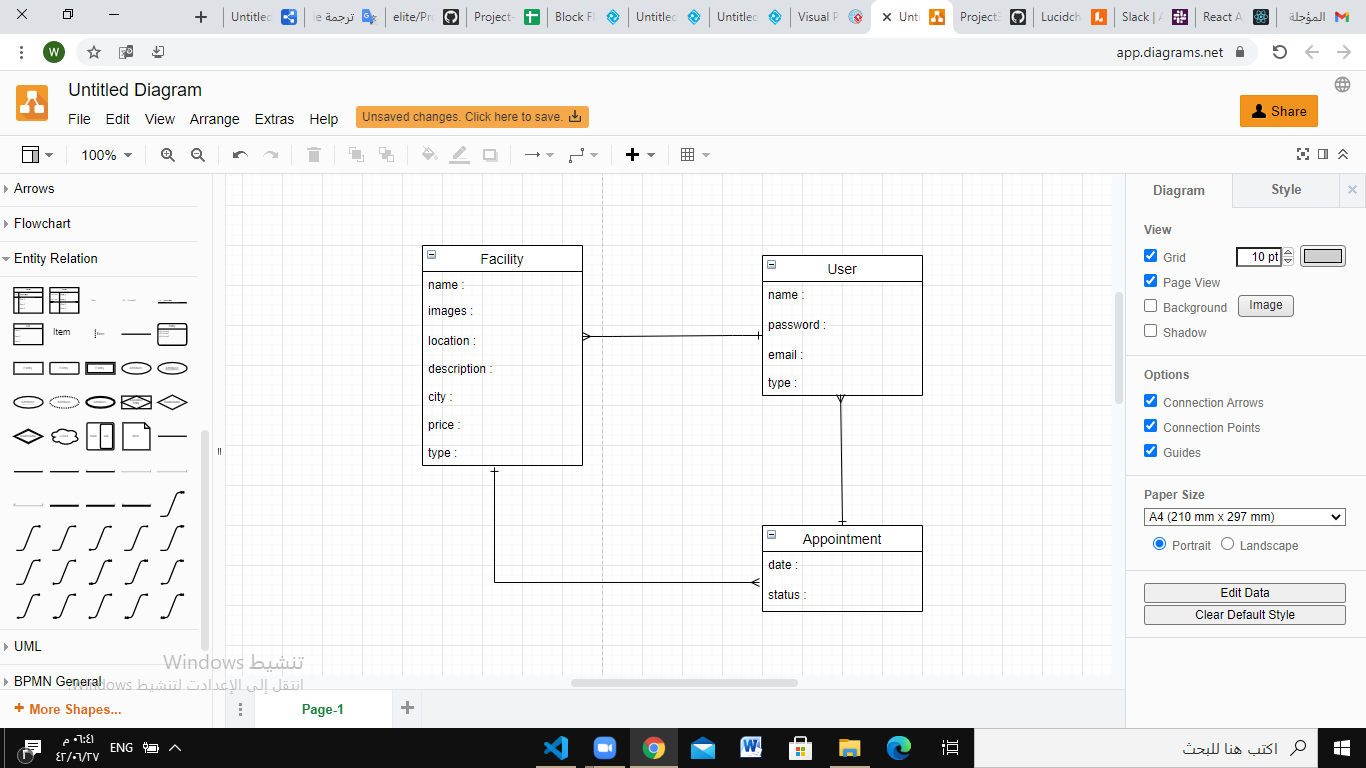 Untitled
ترجمة
elite/Pr
Project-
Block Fl
Untitled
Untitled
Visual P
Unti
Project
Lucidch
Slack | 
React A
المؤجلة
W
app.diagrams.net
Untitled Diagram
File Edit View Arrange Extras Help
Unsaved changes. Click here to save.
Share
100%
Arrows
Flowchart
Entity Relation
Item
UML
BPMN General
More Shapes...
Facility
name :
images :
location :
description :
city :
price :
type :
User
name :
password :
email :
type :
Appointment
date :
status :
Diagram
Style
View
Grid
10 pt
Page View
Background
Image
Shadow
Options
Connection Arrows
Connection Points
Guides
Paper Size
A4 (210 mm x 297 mm)
Portrait
Landscape
Edit Data
Clear Default Style
تنشيط Windows
انتقل إلى الإعدادات لتنشيط Windows.
Page-1
٠٦:٤١ م
٤٢/٠٦/٢٧
ENG
اكتب هنا للبحث